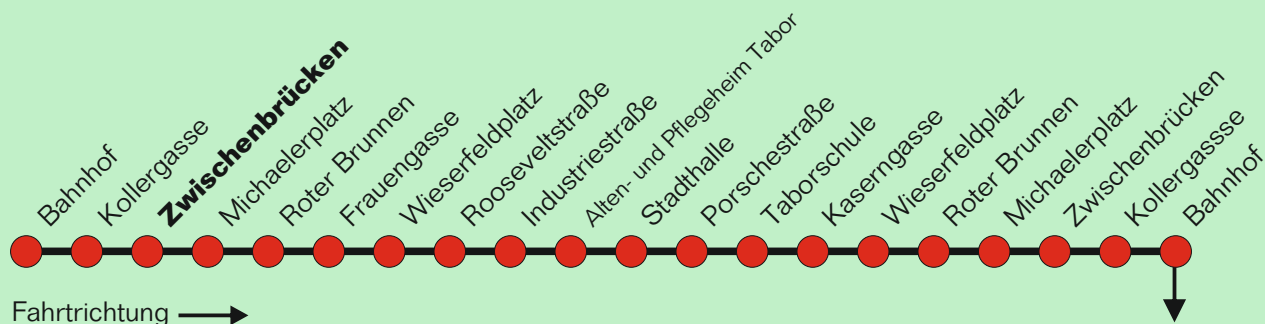 Bahnhof
Kollergasse
Zwischenbrücken
Michaelerplatz
Roter Brunnen
Frauengasse
Wieserfeldplatz
Rooseveltstraße
Industriestraße
Alten- und Pflegeheim Tabor
Stadthalle
Porschestraße
Taborschule
Kaserngasse
Wieserfeldplatz
Roter Brunnen
Michaelerplatz
Zwischenbrücken
Kollergasse
Bahnhof
Fahrtrichtung